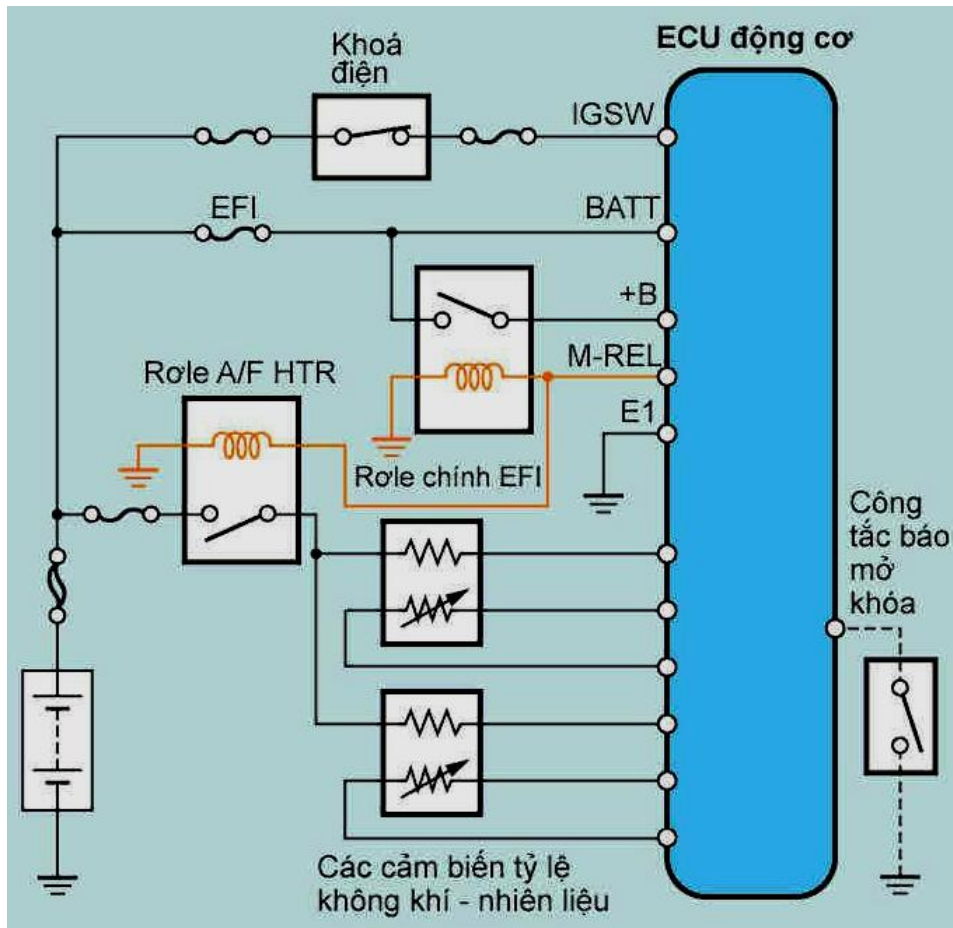 Khoá
điện
ECU động cơ
IGSW
EFI
BATT
+B
M-REL
Rơle A/F HTR
E1
Rơle chính EFI
Công
tắc báo
mở
khóa
Các cảm biến tỷ lệ
không khí - nhiên liệu